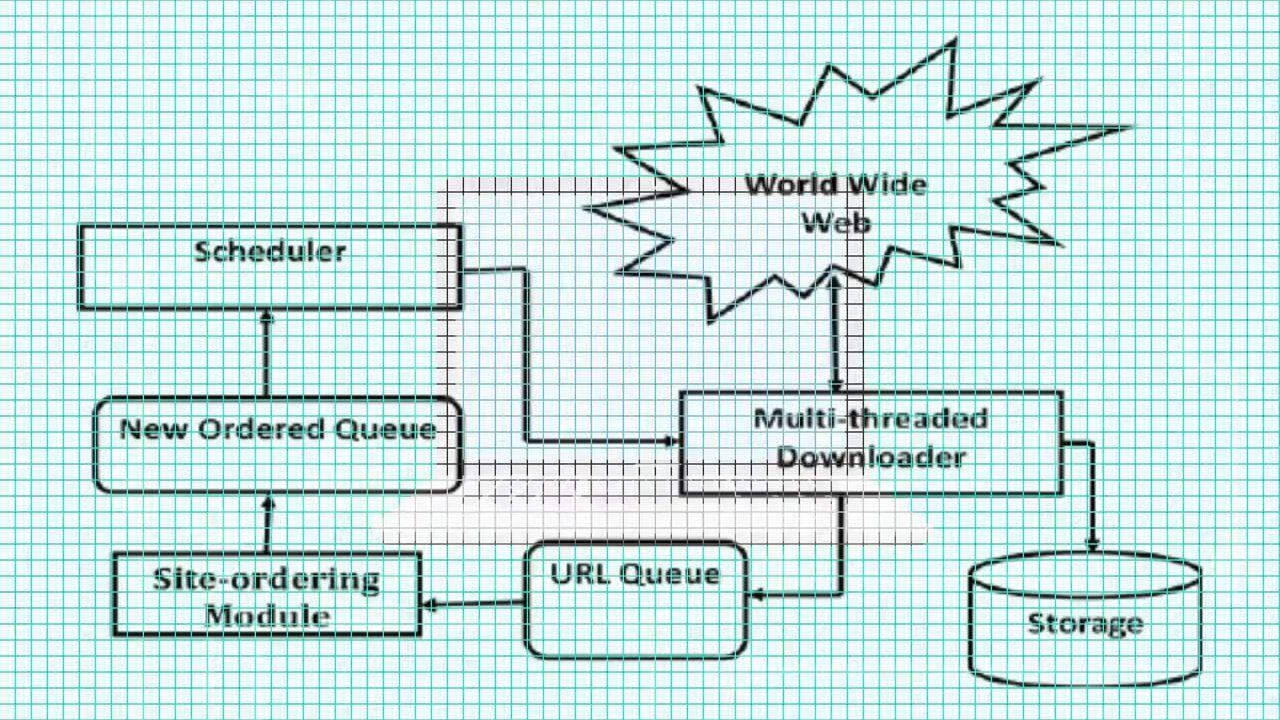 World Wide
Web
Scheduler
New Ordered Queue
Multi-threaded
Downloader
Site-ordering
Module
URL Queue
Storage